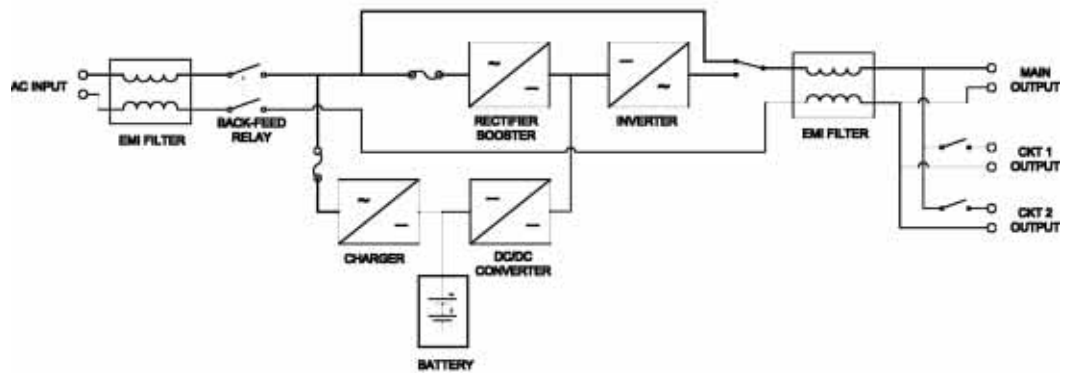 AC INPUT
EMI FILTER
BACK-FEED
RELAY
RECTIFIER
BOOSTER
INVERTER
EMI FILTER
MAIN
OUTPUT
CKT 1
OUTPUT
CKT 2
OUTPUT
CHARGER
DC/DC
CONVERTER
BATTERY